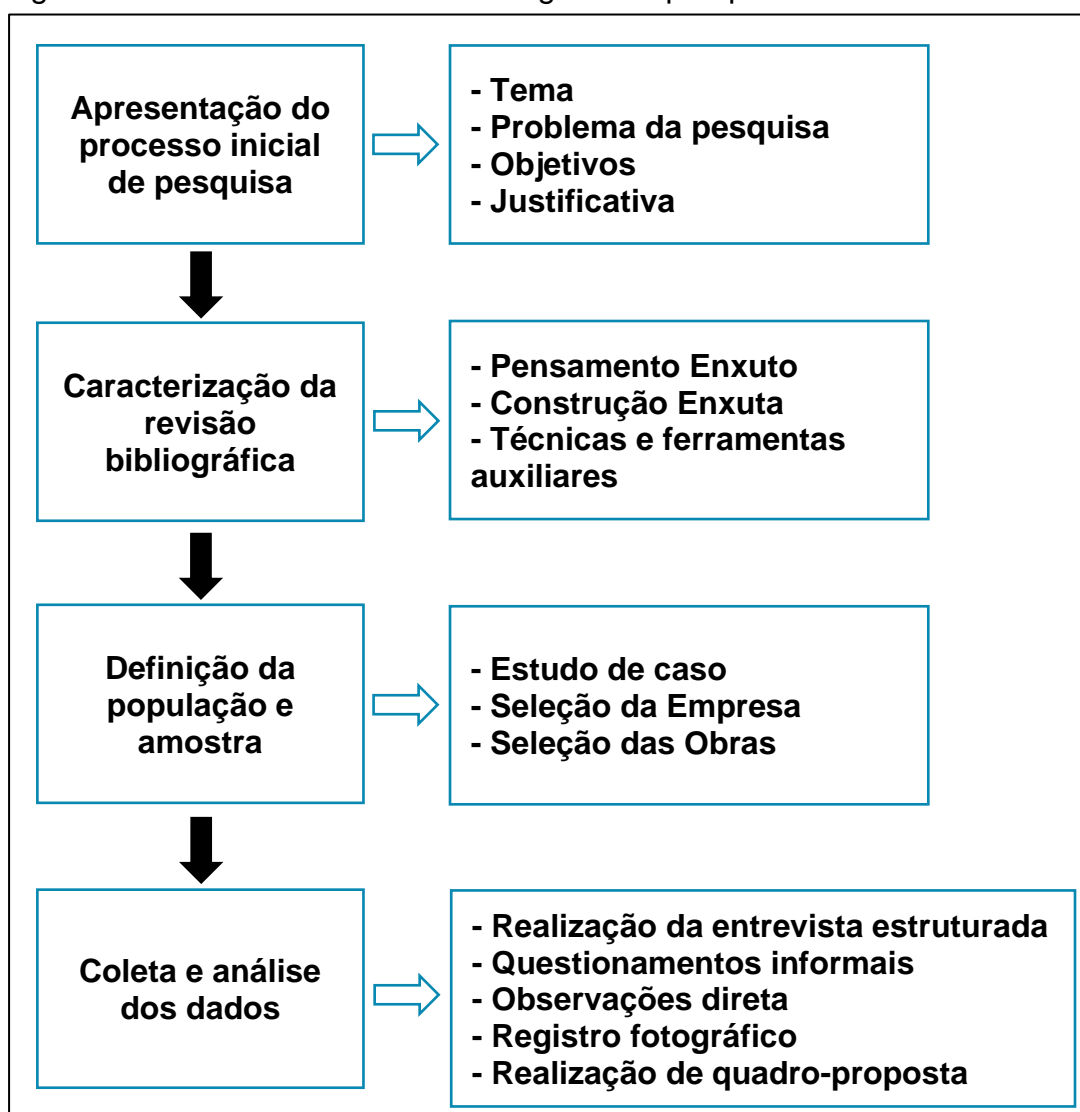 Apresentação do
processo inicial
de pesquisa
- Tema
- Problema da pesquisa
- Objetivos
- Justificativa
Caracterização da
revisão
bibliográfica
- Pensamento Enxuto
- Construção Enxuta
- Técnicas e ferramentas
auxiliares
Definição da
população e
amostra
- Estudo de caso
- Seleção da Empresa
- Seleção das Obras
Coleta e análise
dos dados
- Realização da entrevista estruturada
- Questionamentos informais
- Observações direta
- Registro fotográfico
- Realização de quadro-proposta